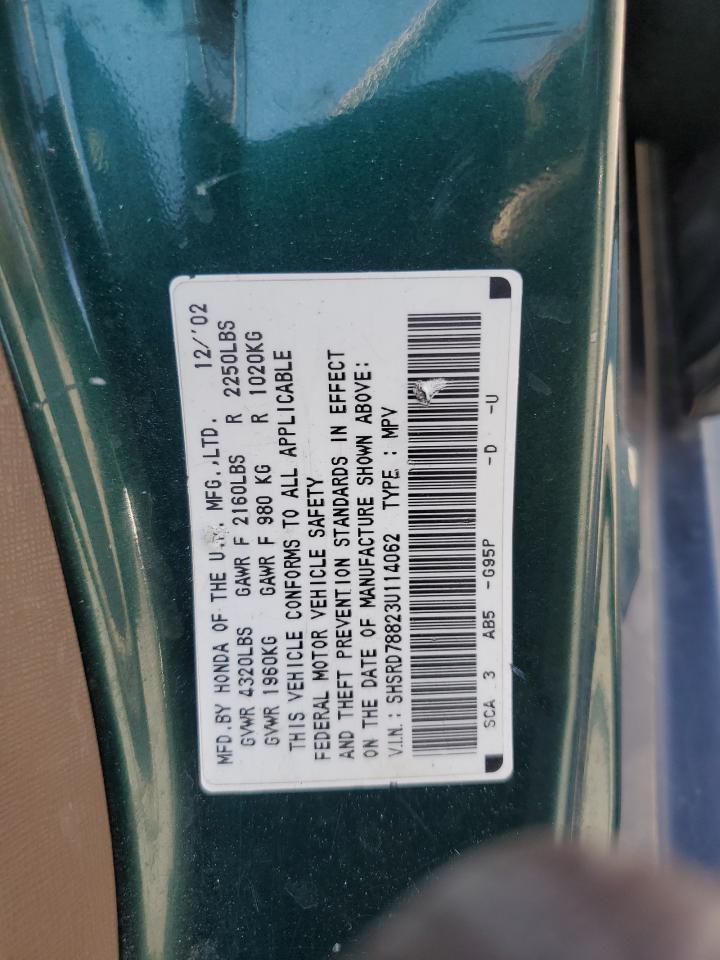 MFD.BY HONDA OF THE U.K. MFG.,LTD. 12/'02
GVWR 4320LBS GAWR F 2160LBS R 2250LBS
GVWR 1960KG GAWR F 980 KG R 1020KG
THIS VEHICLE CONFORMS TO ALL APPLICABLE
FEDERAL MOTOR VEHICLE SAFETY
AND THEFT PREVENTION STANDARDS IN EFFECT
ON THE DATE OF MANUFACTURE SHOWN ABOVE:
V.I.N.: SHSRD78823U114062 TYPE : MPV
SCA 3 AB5 -G95P -D -U